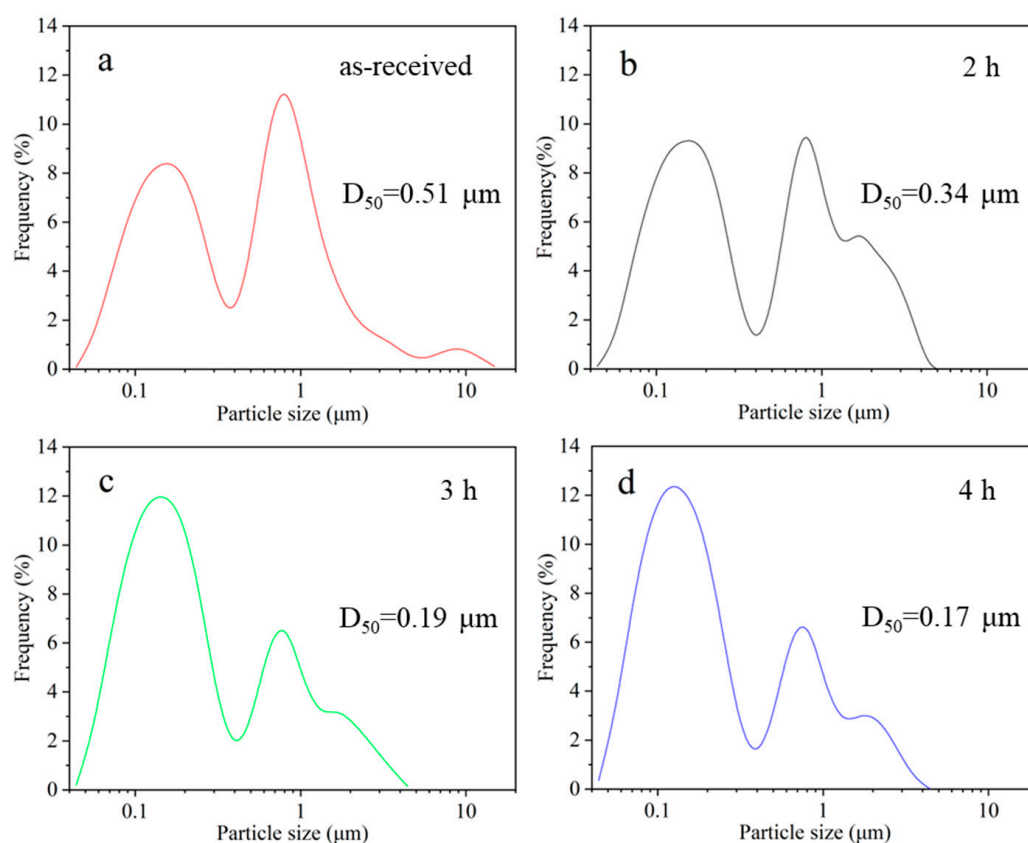 a
as-received
D₅₀=0.51 μm
Frequency (%)
14
12
10
8
6
4
2
0
0.1
1
10
Particle size (μm)
b
2 h
D₅₀=0.34 μm
Frequency(%)
14
12
10
8
6
4
2
0
0.1
1
10
Particle size (μm)
c
3 h
D₅₀=0.19 μm
Frequency (%)
14
12
10
8
6
4
2
0
0.1
1
10
Particle size (μm)
d
4 h
D₅₀=0.17 μm
Frequency (%)
14
12
10
8
6
4
2
0
0.1
1
10
Particle size (μm)